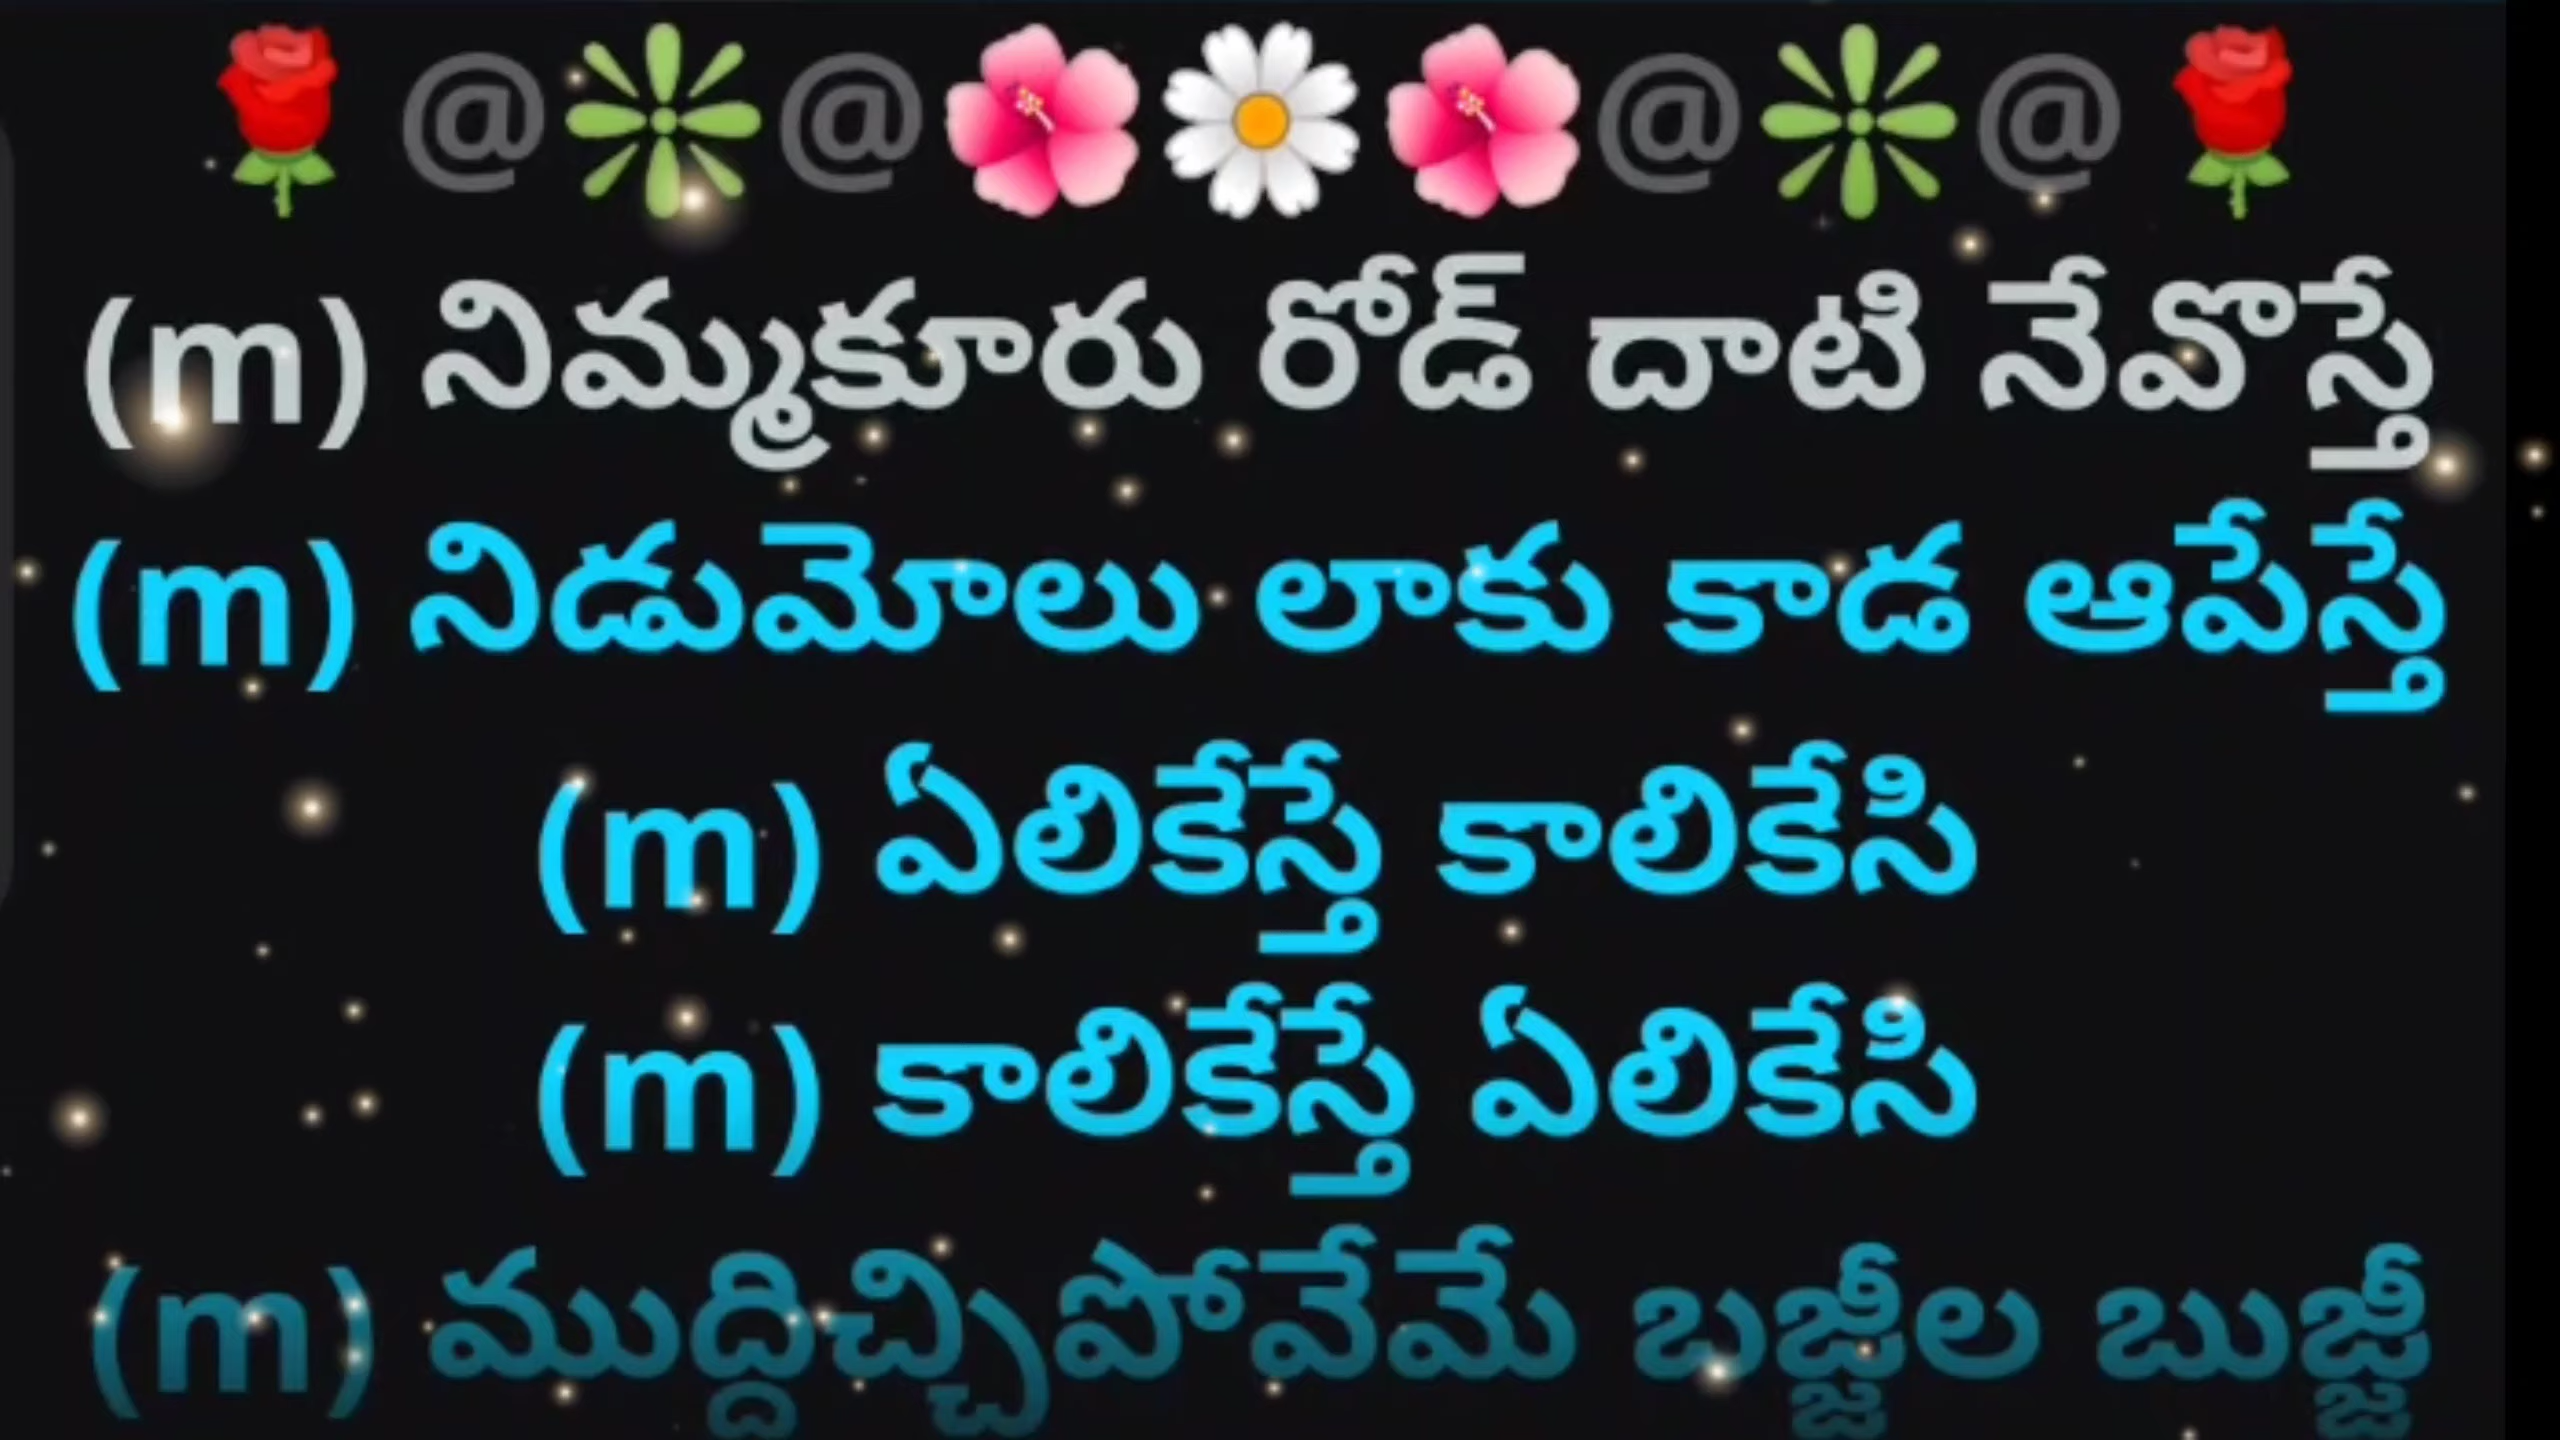 🌹 @❇@🌺🌼🌺@❇@ 🌹
(m) నిమ్మకూరు రోడ్ దాటి నేవొస్తే
(m) నిడుమోలు లాకు కాడ ఆపేస్తే
(m) ఏలికేస్తే కాలికేసి
(m) కాలికేస్తే ఏలికేసి
(m) ముద్దిచ్చిపోవేమే బజ్జీల బుజ్జీ